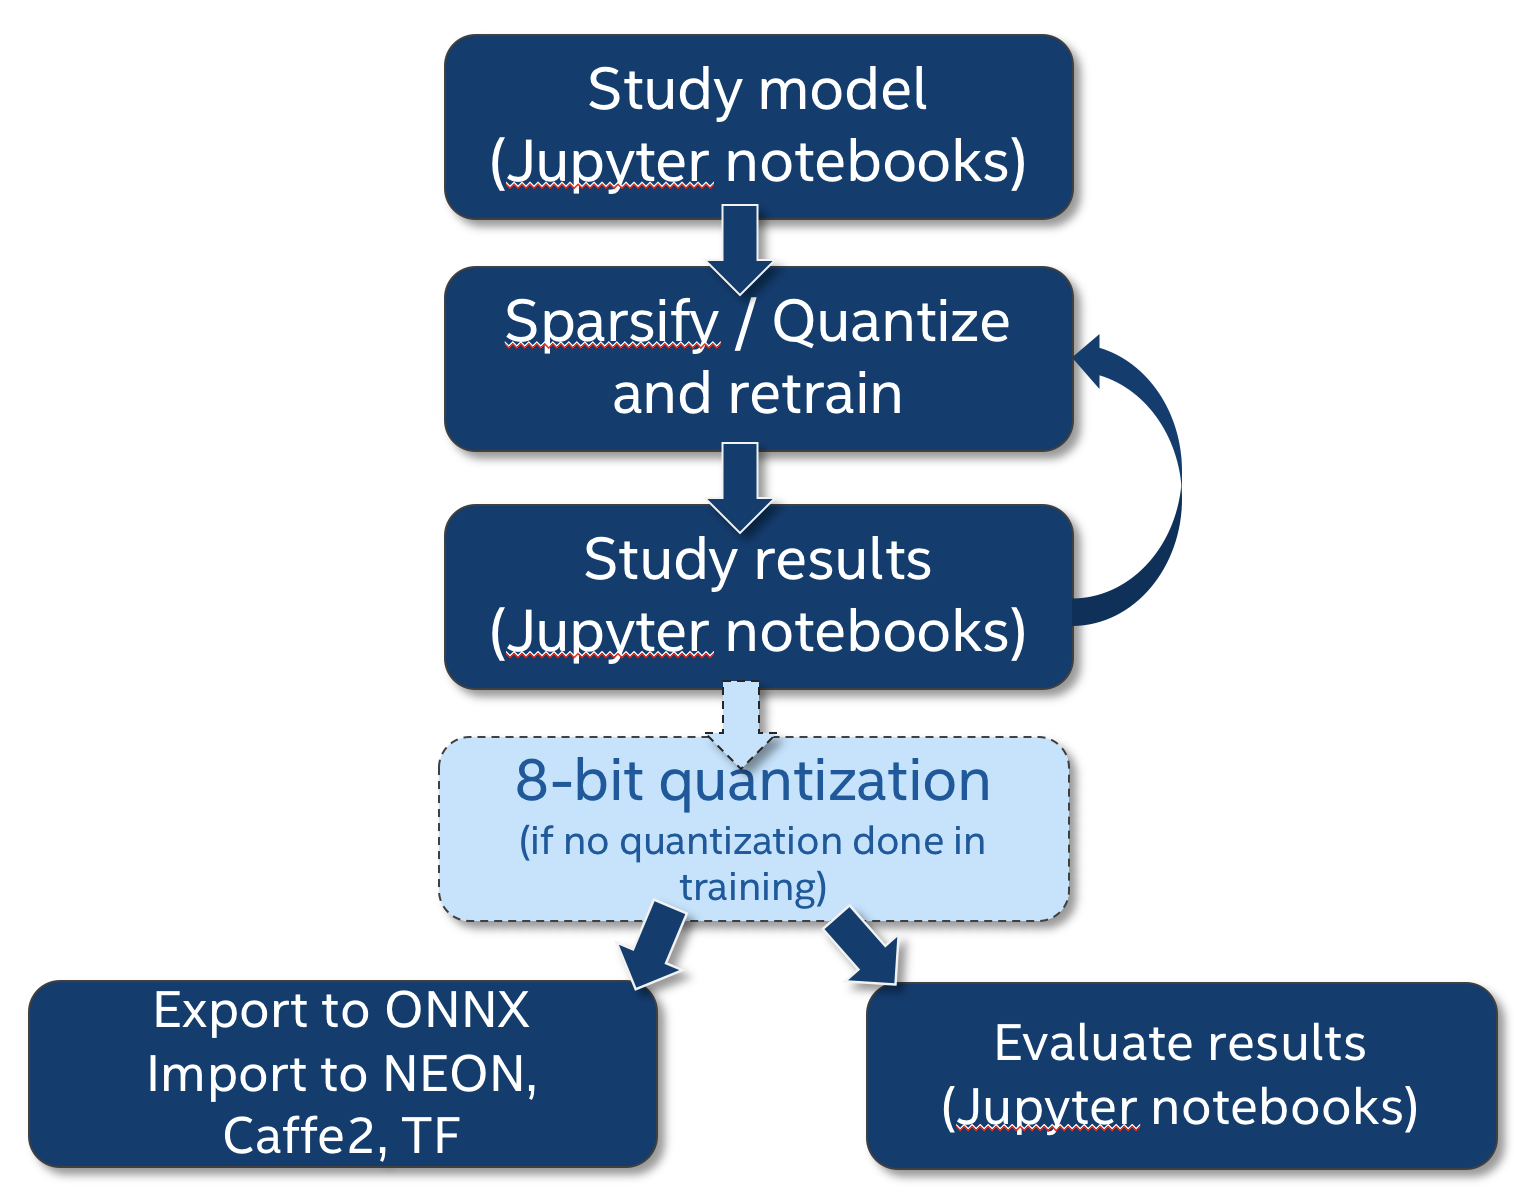 Study model
(Jupyter notebooks)
Sparsify / Quantize
and retrain
Study results
(Jupyter notebooks)
8-bit quantization
(if no quantization done in
training)
Export to ONNX
Import to NEON,
Caffe2, TF
Evaluate results
(Jupyter notebooks)